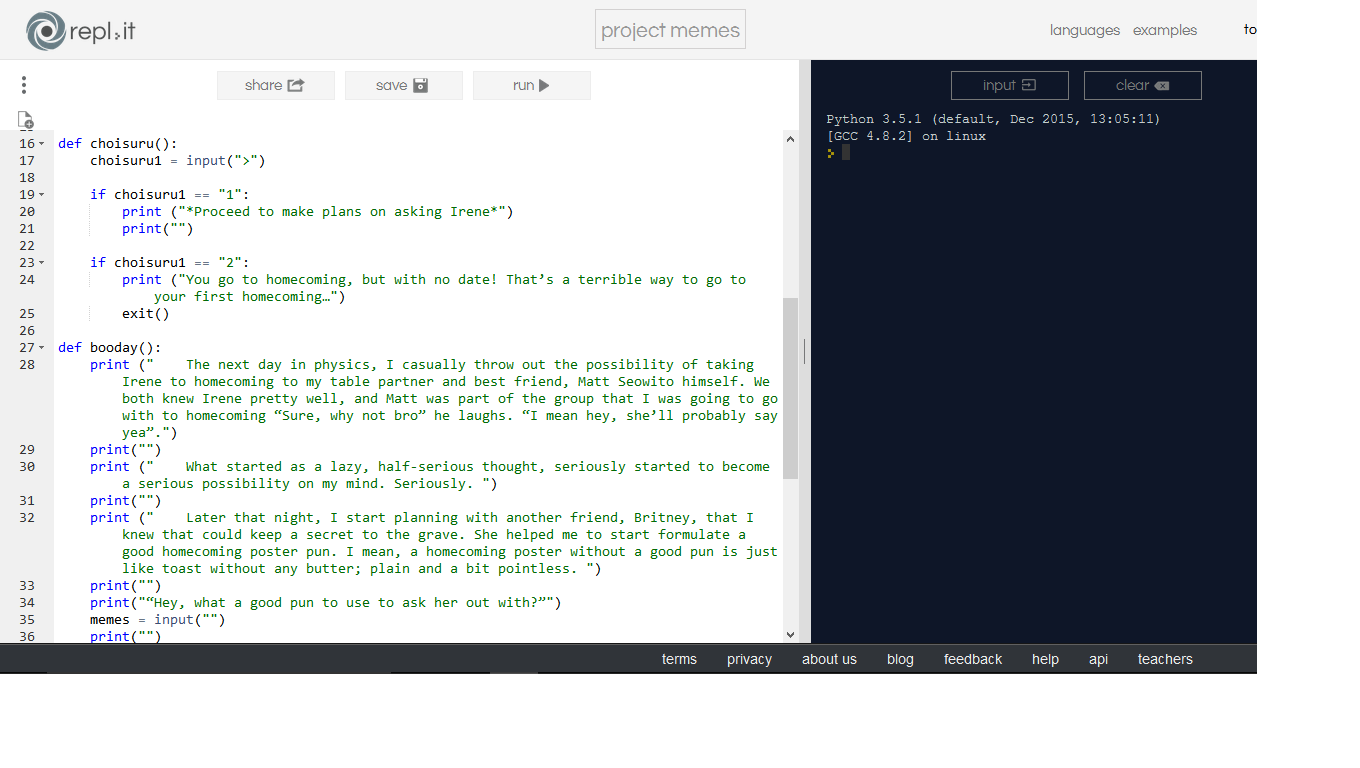 repl.it
project memes
languages examples to
share save run
input clear
16 def choisuru():
17 choisuru1 = input(">")
18
19 if choisuru1 == "1":
20 print ("*Proceed to make plans on asking Irene*")
21 print("")
22
23 if choisuru1 == "2":
24 print ("You go to homecoming, but with no date! That’s a terrible way to go to
your first homecoming…")
25 exit()
26
27 def booday():
28 print ("    The next day in physics, I casually throw out the possibility of taking
Irene to homecoming to my table partner and best friend, Matt Seowito himself. We
both knew Irene pretty well, and Matt was part of the group that I was going to go
with to homecoming “Sure, why not bro” he laughs. “I mean hey, she’ll probably say
yea”.")
29 print("")
30 print ("    What started as a lazy, half-serious thought, seriously started to become
a serious possibility on my mind. Seriously. ")
31 print("")
32 print ("    Later that night, I start planning with another friend, Britney, that I
knew that could keep a secret to the grave. She helped me to start formulate a
good homecoming poster pun. I mean, a homecoming poster without a good pun is just
like toast without any butter; plain and a bit pointless. ")
33 print("")
34 print("“Hey, what a good pun to use to ask her out with?”")
35 memes = input("")
36 print("")
Python 3.5.1 (default, Dec 2015, 13:05:11)
[GCC 4.8.2] on linux
terms privacy about us blog feedback help api teachers